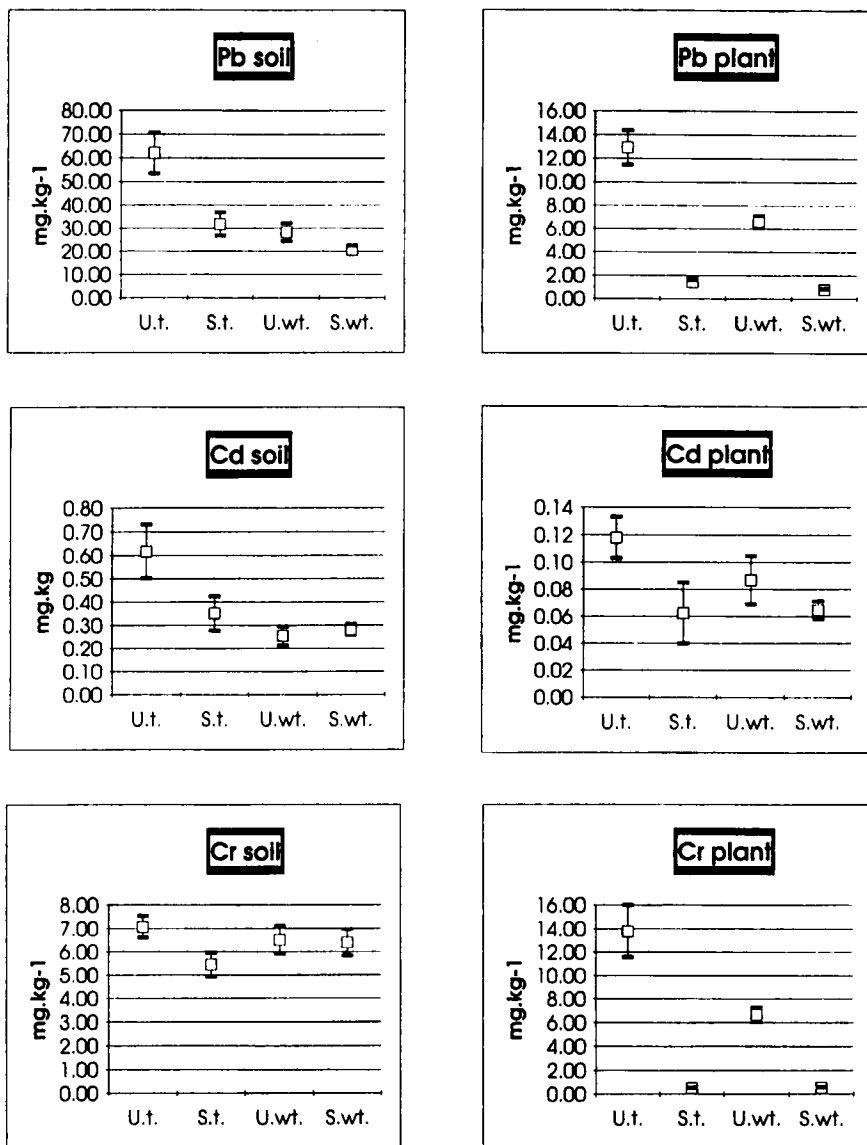 Pb soil
mg.kg-1
80.00
70.00
60.00
50.00
40.00
30.00
20.00
10.00
0.00
U.t. S.t. U.wt. S.wt.
Pb plant
mg.kg-1
16.00
14.00
12.00
10.00
8.00
6.00
4.00
2.00
0.00
U.t. S.t. U.wt. S.wt.
Cd soil
mg.kg
0.80
0.70
0.60
0.50
0.40
0.30
0.20
0.10
0.00
U.t. S.t. U.wt. S.wt.
Cd plant
mg.kg-1
0.14
0.12
0.10
0.08
0.06
0.04
0.02
0.00
U.t. S.t. U.wt. S.wt.
Cr soil
mg.kg-1
8.00
7.00
6.00
5.00
4.00
3.00
2.00
1.00
0.00
U.t. S.t. U.wt. S.wt.
Cr plant
mg.kg-1
16.00
14.00
12.00
10.00
8.00
6.00
4.00
2.00
0.00
U.t. S.t. U.wt. S.wt.